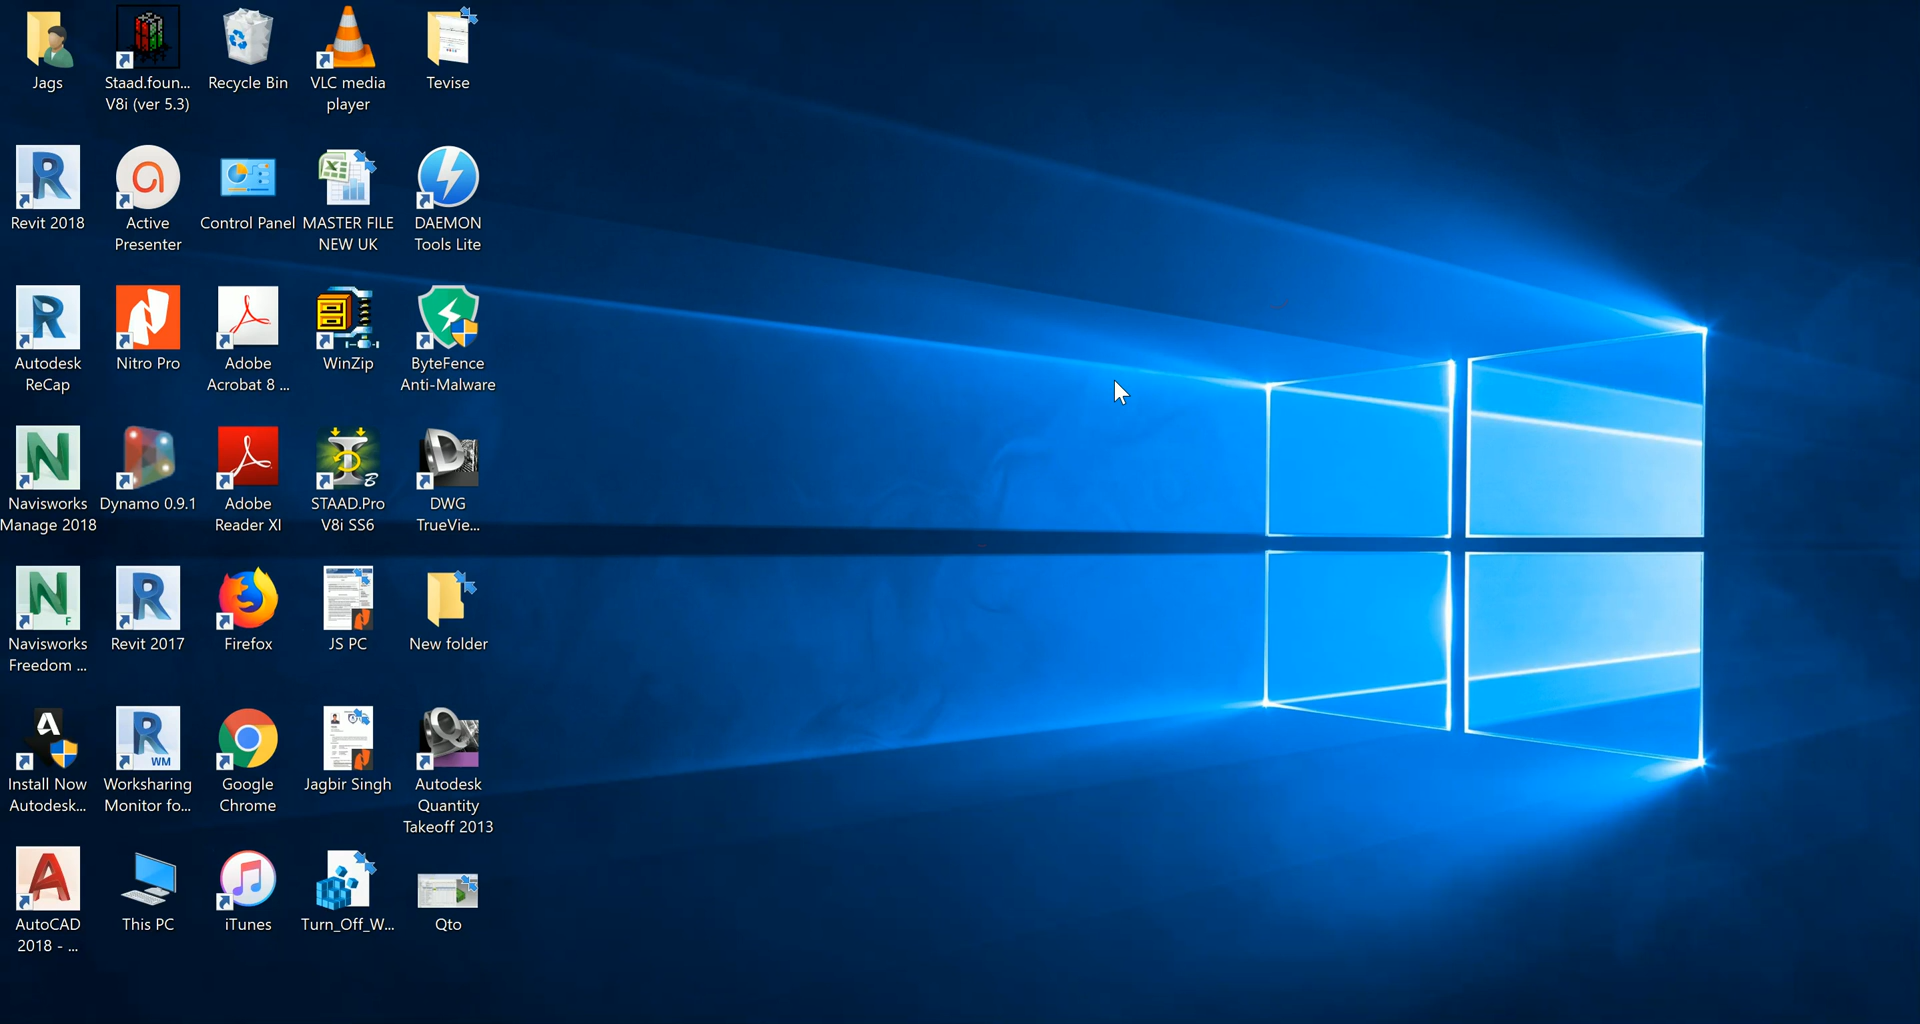 Jags
Staad.foun...
V8i (ver 5.3)
Recycle Bin
VLC media
player
Tevise
Revit 2018
Active
Presenter
Control Panel
MASTER FILE
NEW UK
DAEMON
Tools Lite
Autodesk
ReCap
Nitro Pro
Adobe
Acrobat 8 ...
WinZip
ByteFence
Anti-Malware
Navisworks
Manage 2018
Dynamo 0.9.1
Adobe
Reader XI
STAAD.Pro
V8i SS6
DWG
TrueVie...
Navisworks
Freedom ...
Revit 2017
Firefox
JS PC
New folder
Install Now
Autodesk...
WM
Worksharing
Monitor fo...
Google
Chrome
Jagbir Singh
Autodesk
Quantity
Takeoff 2013
AutoCAD
2018 - ...
This PC
iTunes
Turn_Off_W...
Qto